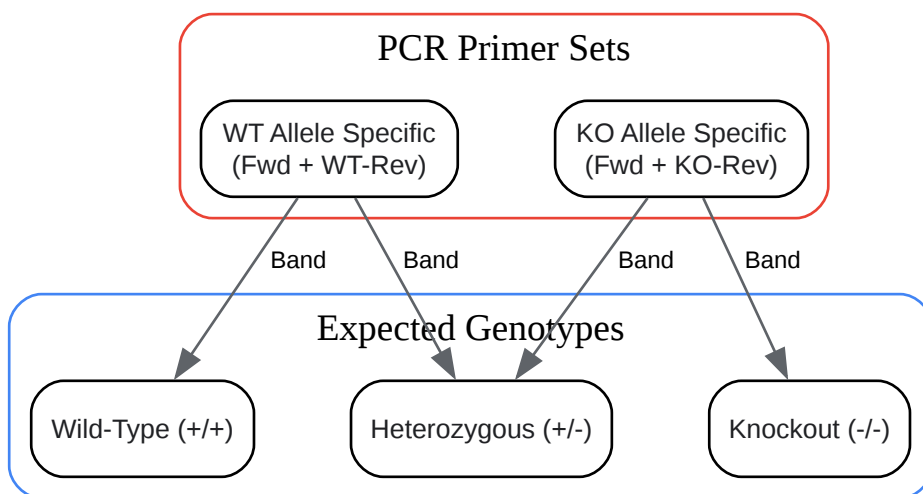 PCR Primer Sets
WT Allele Specific
(Fwd + WT-Rev)
KO Allele Specific
(Fwd + KO-Rev)
Band
Band
Band
Band
Expected Genotypes
Wild-Type (+/+)
Heterozygous (+/-)
Knockout (-/-)